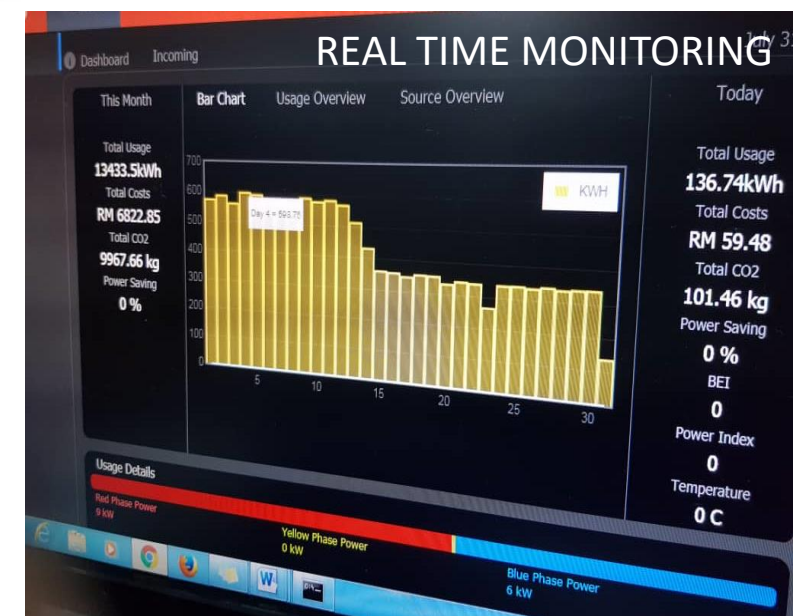 REAL TIME MONITORING
July 31
Dashboard Incoming
This Month
Total Usage
13433.5kWh
Total Costs
RM 6822.85
Total CO2
9967.66 kg
Power Saving
0 %
Bar Chart Usage Overview Source Overview
700
600
500
400
300
200
100
0
KWH
5 10 15 20 25 30
Today
Total Usage
136.74kWh
Total Costs
RM 59.48
Total CO2
101.46 kg
Power Saving
0 %
BEI
0
Power Index
0
Temperature
0 C
Usage Details
Red Phase Power
9 kW
Yellow Phase Power
0 kW
Blue Phase Power
6 kW